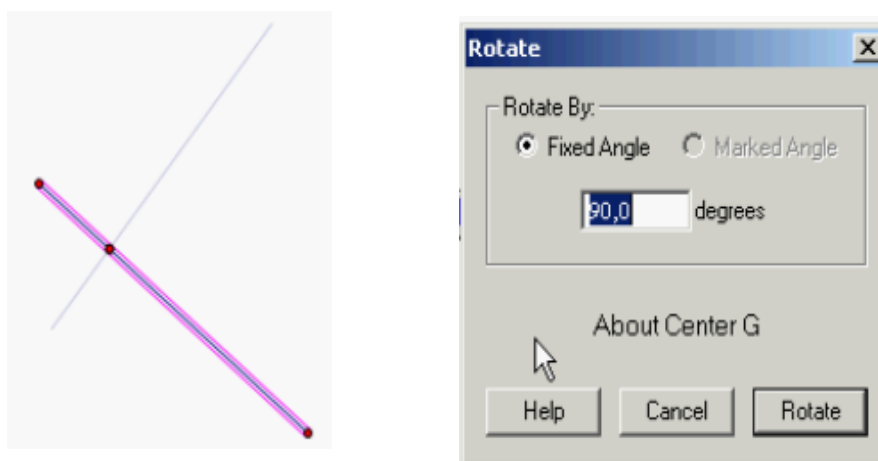 Rotate
Rotate By:
Fixed Angle Marked Angle
90,0 degrees
About Center G
Help Cancel Rotate